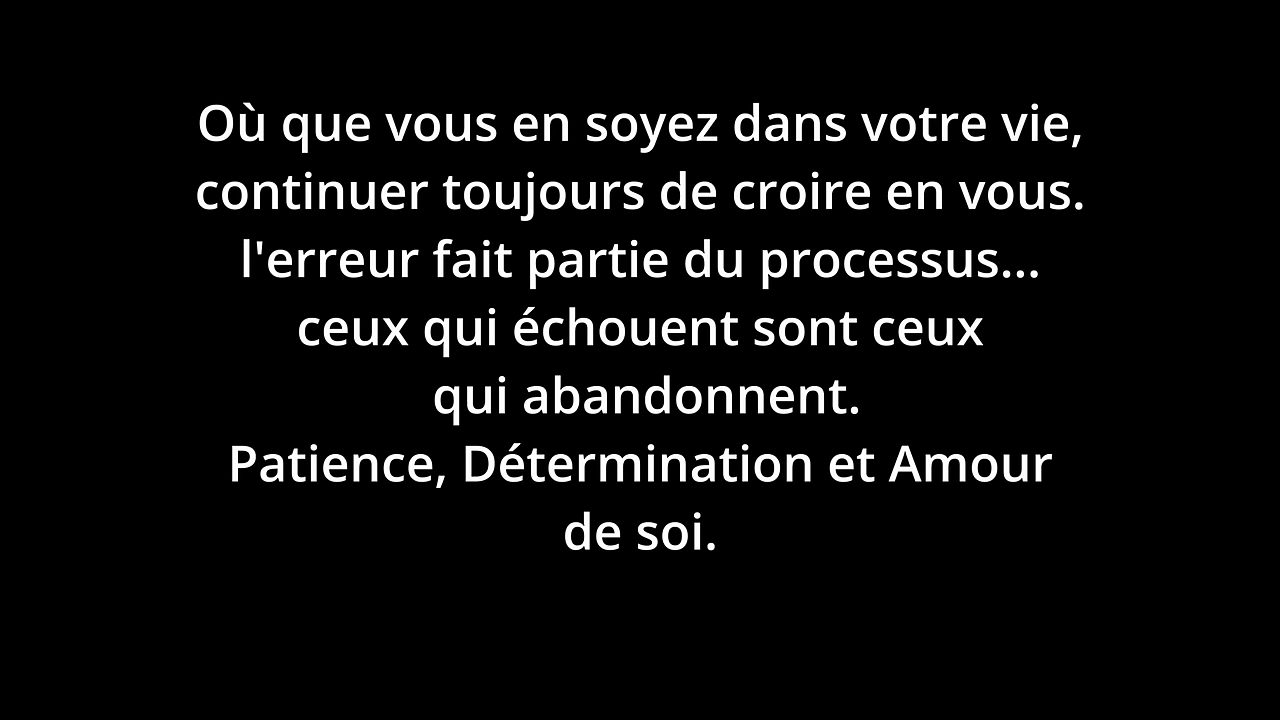 Où que vous en soyez dans votre vie,
continuer toujours de croire en vous.
l'erreur fait partie du processus...
ceux qui échouent sont ceux
qui abandonnent.
Patience, Détermination et Amour
de soi.